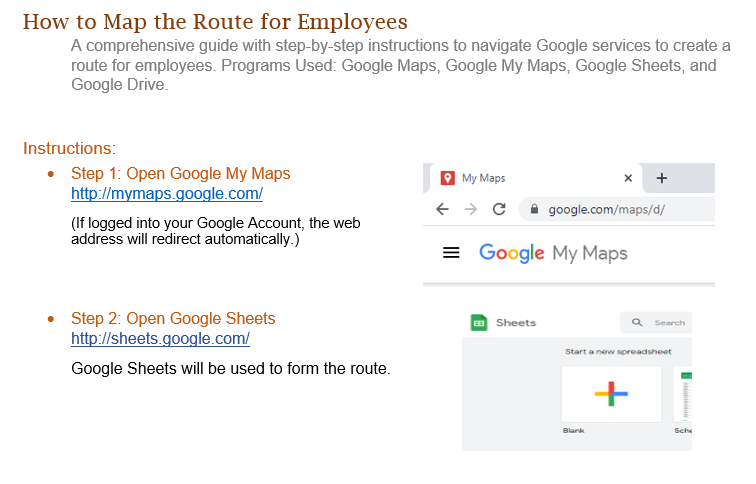 How to Map the Route for Employees
A comprehensive guide with step-by-step instructions to navigate Google services to create a
route for employees. Programs Used: Google Maps, Google My Maps, Google Sheets, and
Google Drive.
Instructions:
• Step 1: Open Google My Maps
http://mymaps.google.com/
(If logged into your Google Account, the web
address will redirect automatically.)
My Maps
google.com/maps/d/
Google My Maps
• Step 2: Open Google Sheets
http://sheets.google.com/
Google Sheets will be used to form the route.
Sheets
Search
Start a new spreadsheet
Blank
Sche